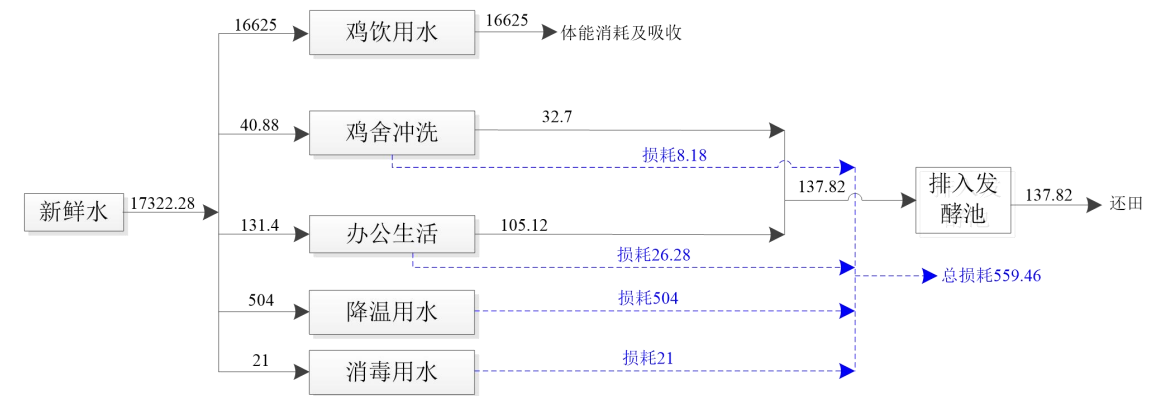 16625
鸡饮用水
16625
体能消耗及吸收
40.88
鸡舍冲洗
32.7
损耗8.18
新鲜水
17322.28
137.82
排入发
酵池
137.82
还田
131.4
办公生活
105.12
损耗26.28
总损耗559.46
504
降温用水
损耗504
21
消毒用水
损耗21